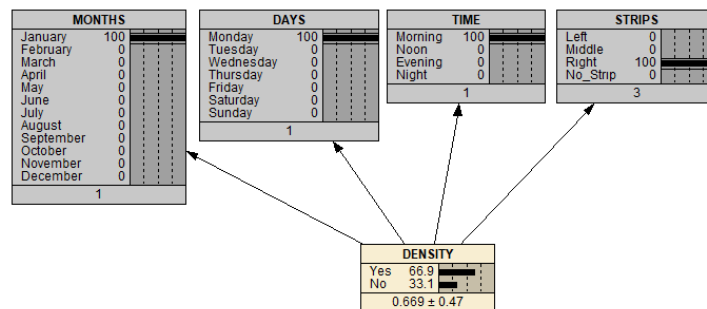 MONTHS
January 100
February 0
March 0
April 0
May 0
June 0
July 0
August 0
September 0
October 0
November 0
December 0
1
DAYS
Monday 100
Tuesday 0
Wednesday 0
Thursday 0
Friday 0
Saturday 0
Sunday 0
1
TIME
Morning 100
Noon 0
Evening 0
Night 0
1
STRIPS
Left 0
Middle 0
Right 100
No_Strip 0
3
DENSITY
Yes 66.9
No 33.1
0.669 ± 0.47